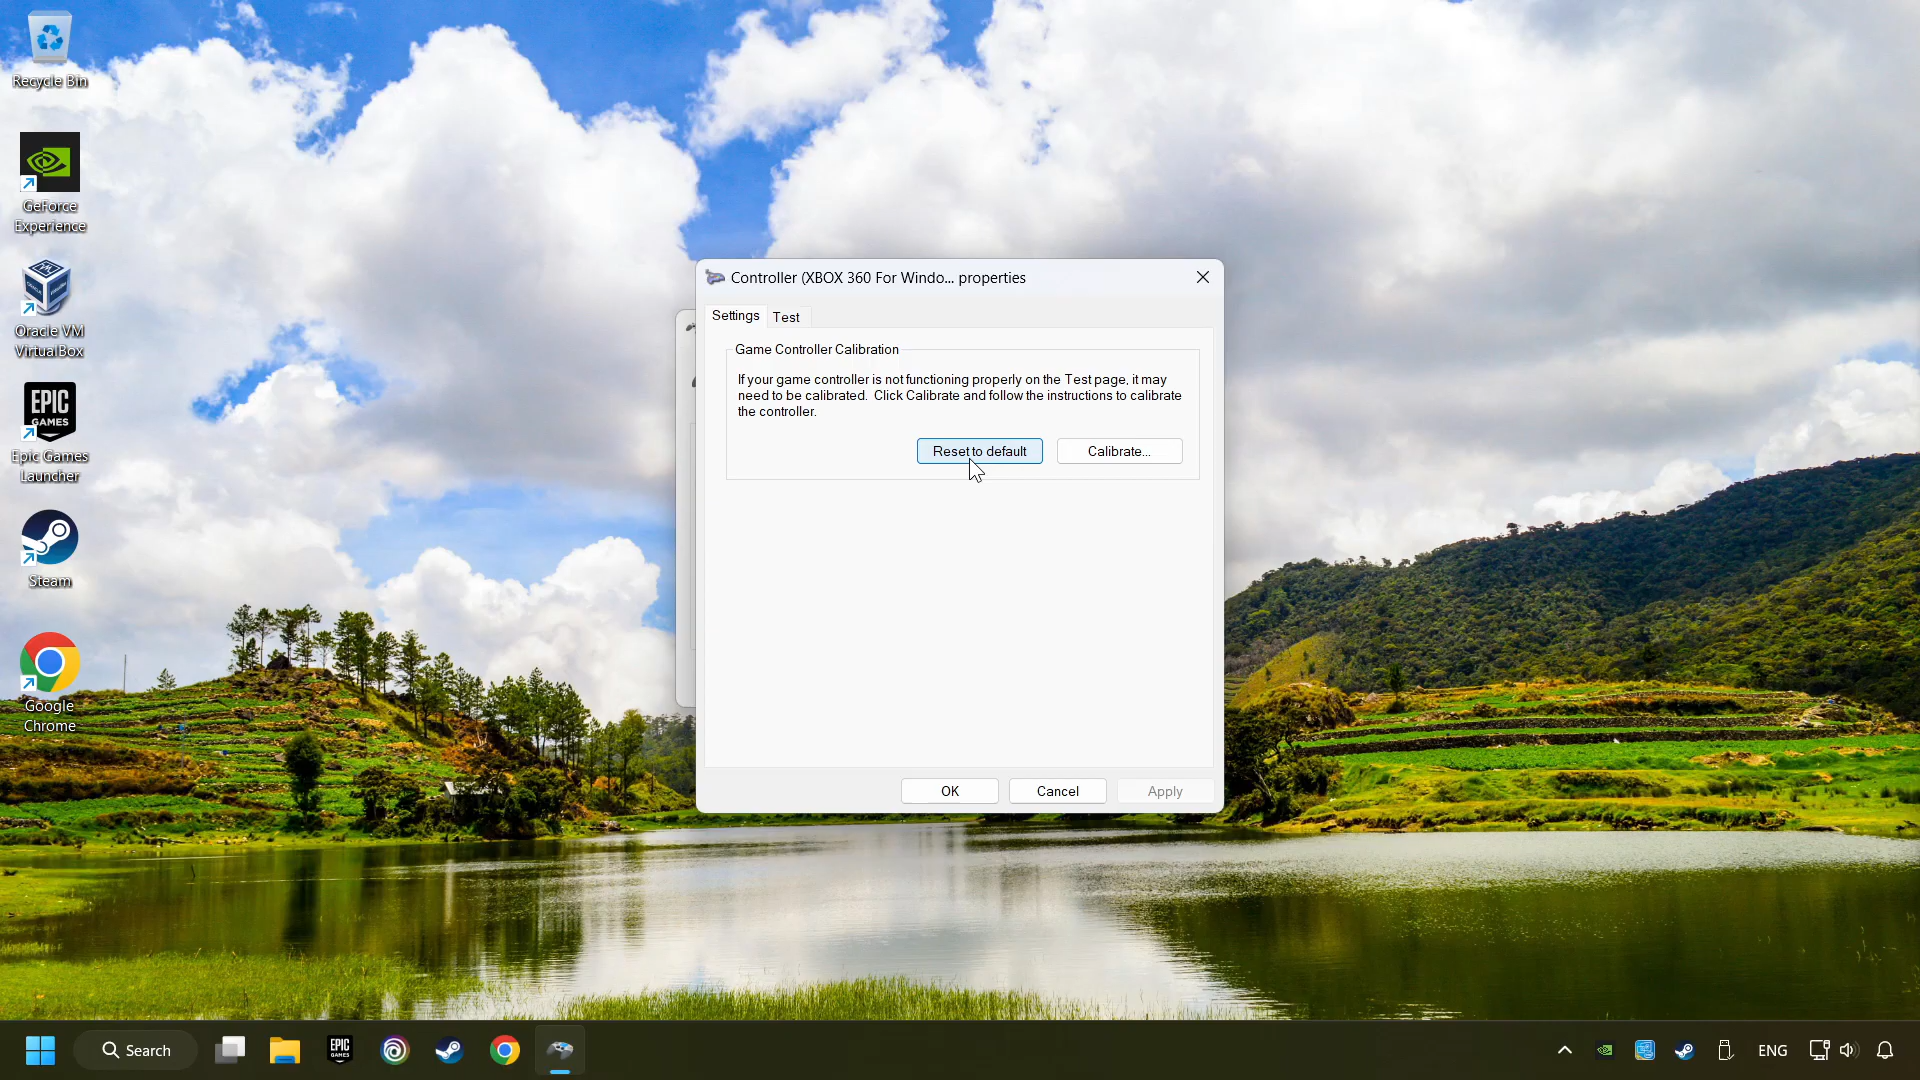 Recycle Bin
GeForce
Experience
Oracle VM
VirtualBox
EPIC
GAMES
Epic Games
Launcher
Steam
Google
Chrome
Controller (XBOX 360 For Windo... properties
Settings
Test
Game Controller Calibration
If your game controller is not functioning properly on the Test page, it may
need to be calibrated.  Click Calibrate and follow the instructions to calibrate
the controller.
Reset to default
Calibrate...
OK
Cancel
Apply
Search
EPIC
GAMES
ENG